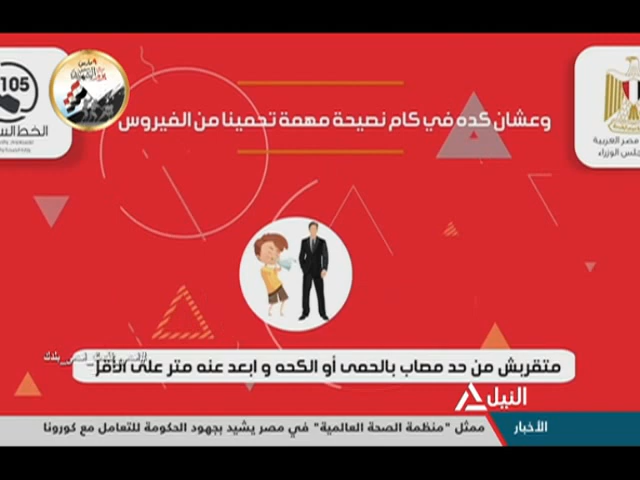 105
الخط
وعشان كده في كام نصيحة مهمة تحمينا من الفيروس
مصر العربية
مجلس الوزراء
متقربش من حد مصاب بالحمى أو الكحه و ابعد عنه متر على الأقل
النيل
الأخبار
ممثل "منظمة الصحة العالمية" في مصر يشيد بجهود الحكومة للتعامل مع كورونا